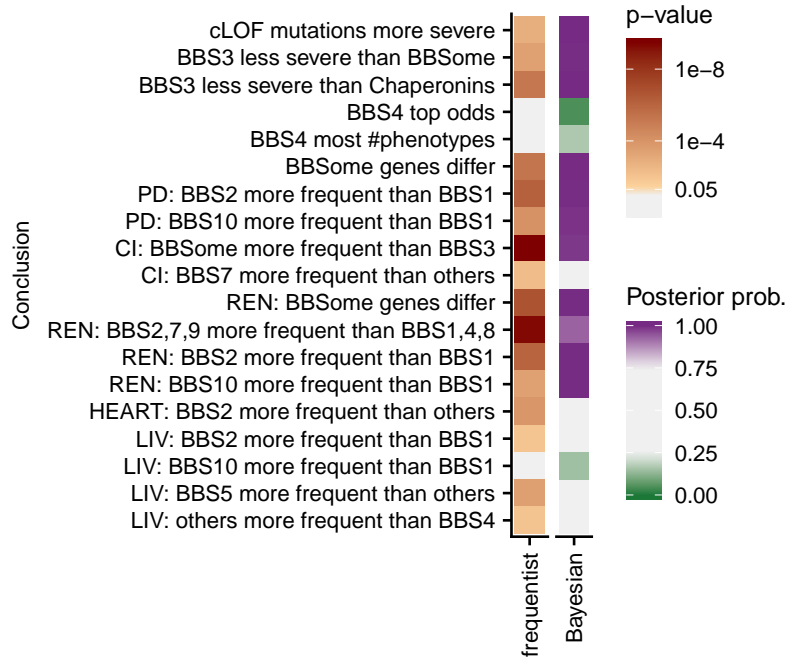 cLOF mutations more severe
BBS3 less severe than BBSome
BBS3 less severe than Chaperonins
BBS4 top odds
BBS4 most #phenotypes
BBSome genes differ
PD: BBS2 more frequent than BBS1
PD: BBS10 more frequent than BBS1
CI: BBSome more frequent than BBS3
CI: BBS7 more frequent than others
REN: BBSome genes differ
REN: BBS2,7,9 more frequent than BBS1,4,8
REN: BBS2 more frequent than BBS1
REN: BBS10 more frequent than BBS1
HEART: BBS2 more frequent than others
LIV: BBS2 more frequent than BBS1
LIV: BBS10 more frequent than BBS1
LIV: BBS5 more frequent than others
LIV: others more frequent than BBS4
Conclusion
frequentist
Bayesian
p−value
1e−8
1e−4
0.05
Posterior prob.
1.00
0.75
0.50
0.25
0.00